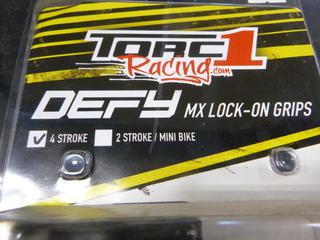 TORC1
Racing.com
DEFY MX LOCK-ON GRIPS
4 STROKE 2 STROKE / MINI BIKE